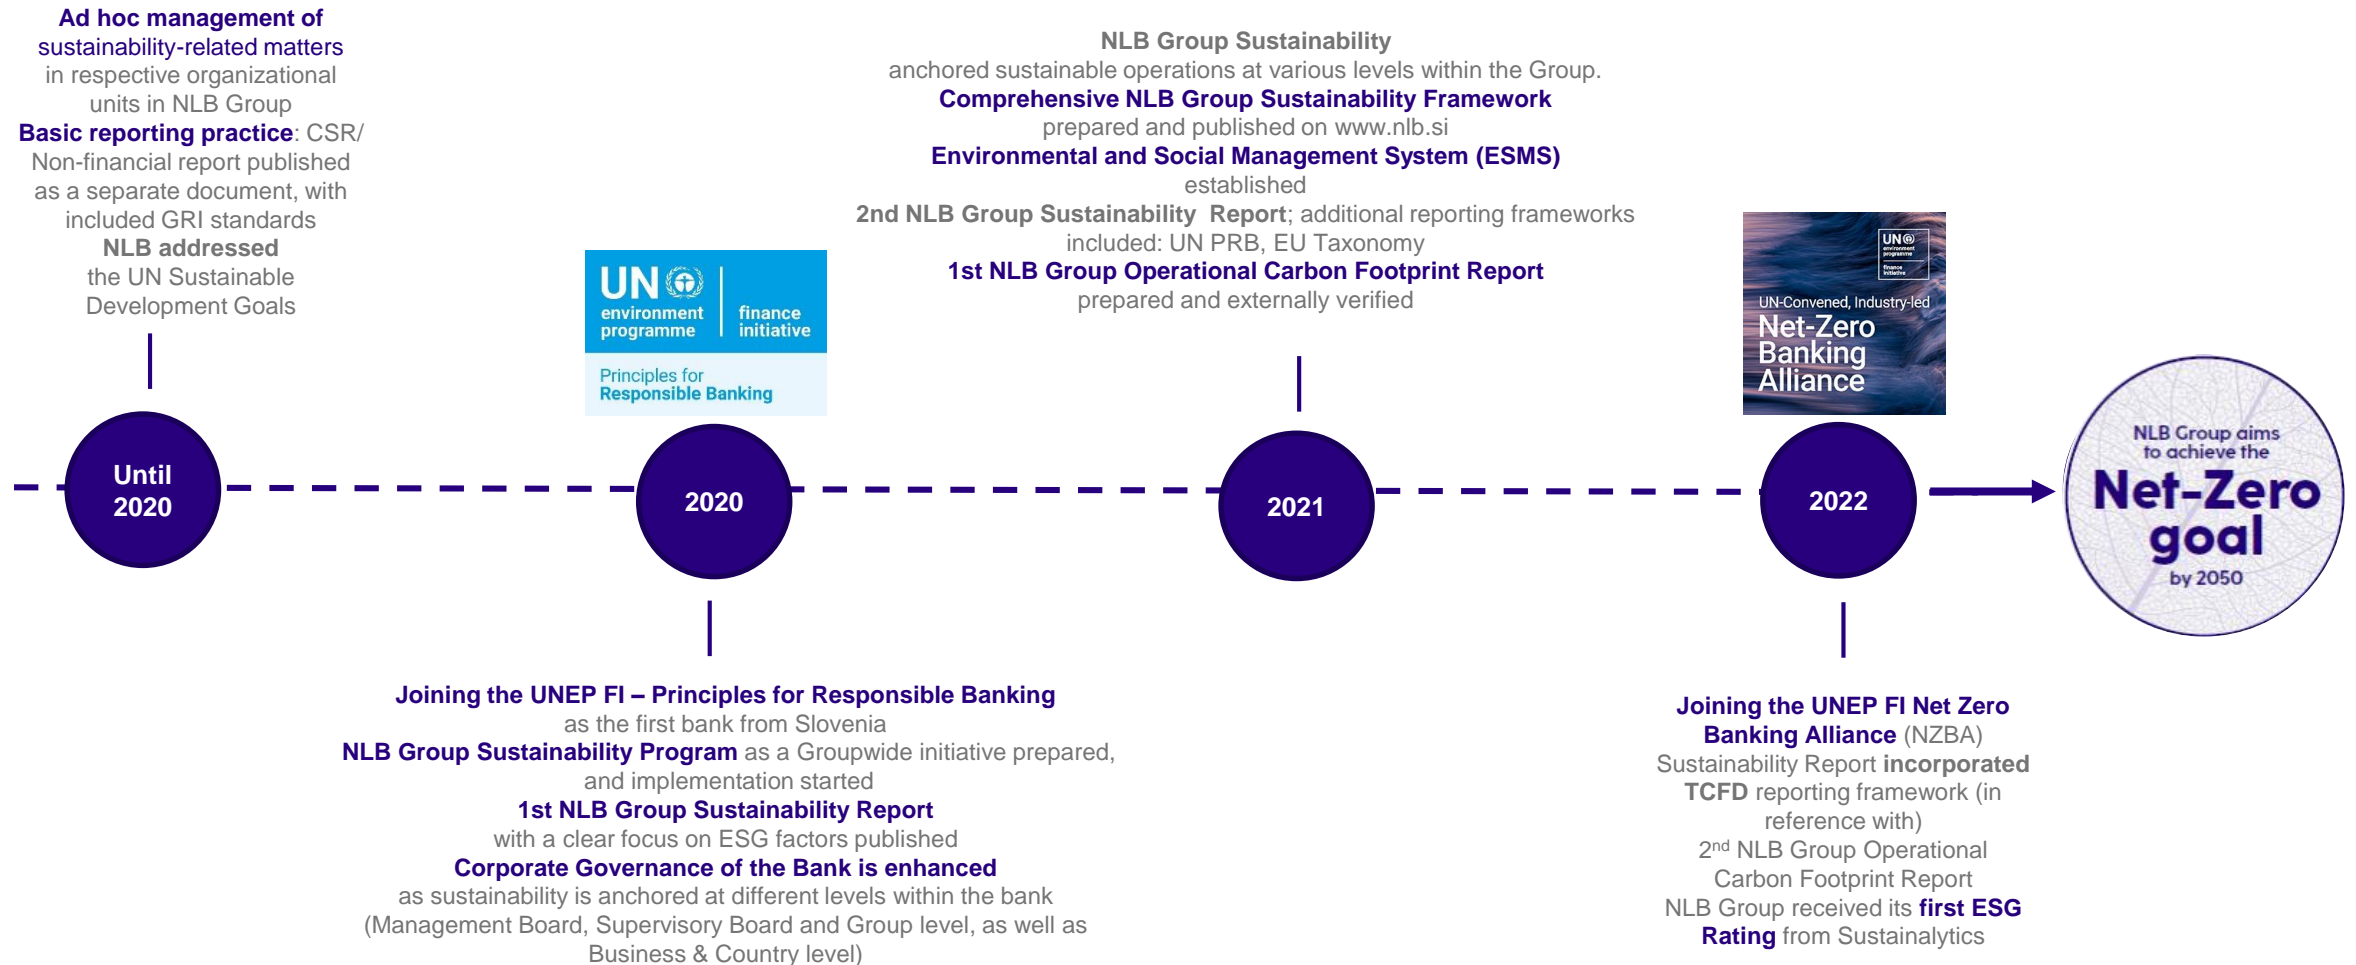 Ad hoc management of
sustainability-related matters
in respective organizational
units in NLB Group
Basic reporting practice: CSR/
Non-financial report published
as a separate document, with
included GRI standards
NLB addressed
the UN Sustainable
Development Goals
Until
2020
UN
environment
programme
finance
initiative
Principles for
Responsible Banking
2020
Joining the UNEP FI – Principles for Responsible Banking
as the first bank from Slovenia
NLB Group Sustainability Program as a Groupwide initiative prepared,
and implementation started
1st NLB Group Sustainability Report
with a clear focus on ESG factors published
Corporate Governance of the Bank is enhanced
as sustainability is anchored at different levels within the bank
(Management Board, Supervisory Board and Group level, as well as
Business & Country level)
NLB Group Sustainability
anchored sustainable operations at various levels within the Group.
Comprehensive NLB Group Sustainability Framework
prepared and published on www.nlb.si
Environmental and Social Management System (ESMS)
established
2nd NLB Group Sustainability  Report; additional reporting frameworks
included: UN PRB, EU Taxonomy
1st NLB Group Operational Carbon Footprint Report
prepared and externally verified
2021
UN
environment
programme
finance
initiative
UN-Convened, Industry-led
Net-Zero
Banking
Alliance
2022
Joining the UNEP FI Net Zero
Banking Alliance (NZBA)
Sustainability Report incorporated
TCFD reporting framework (in
reference with)
2nd NLB Group Operational
Carbon Footprint Report
NLB Group received its first ESG
Rating from Sustainalytics
NLB Group aims
to achieve the
Net-Zero
goal
by 2050